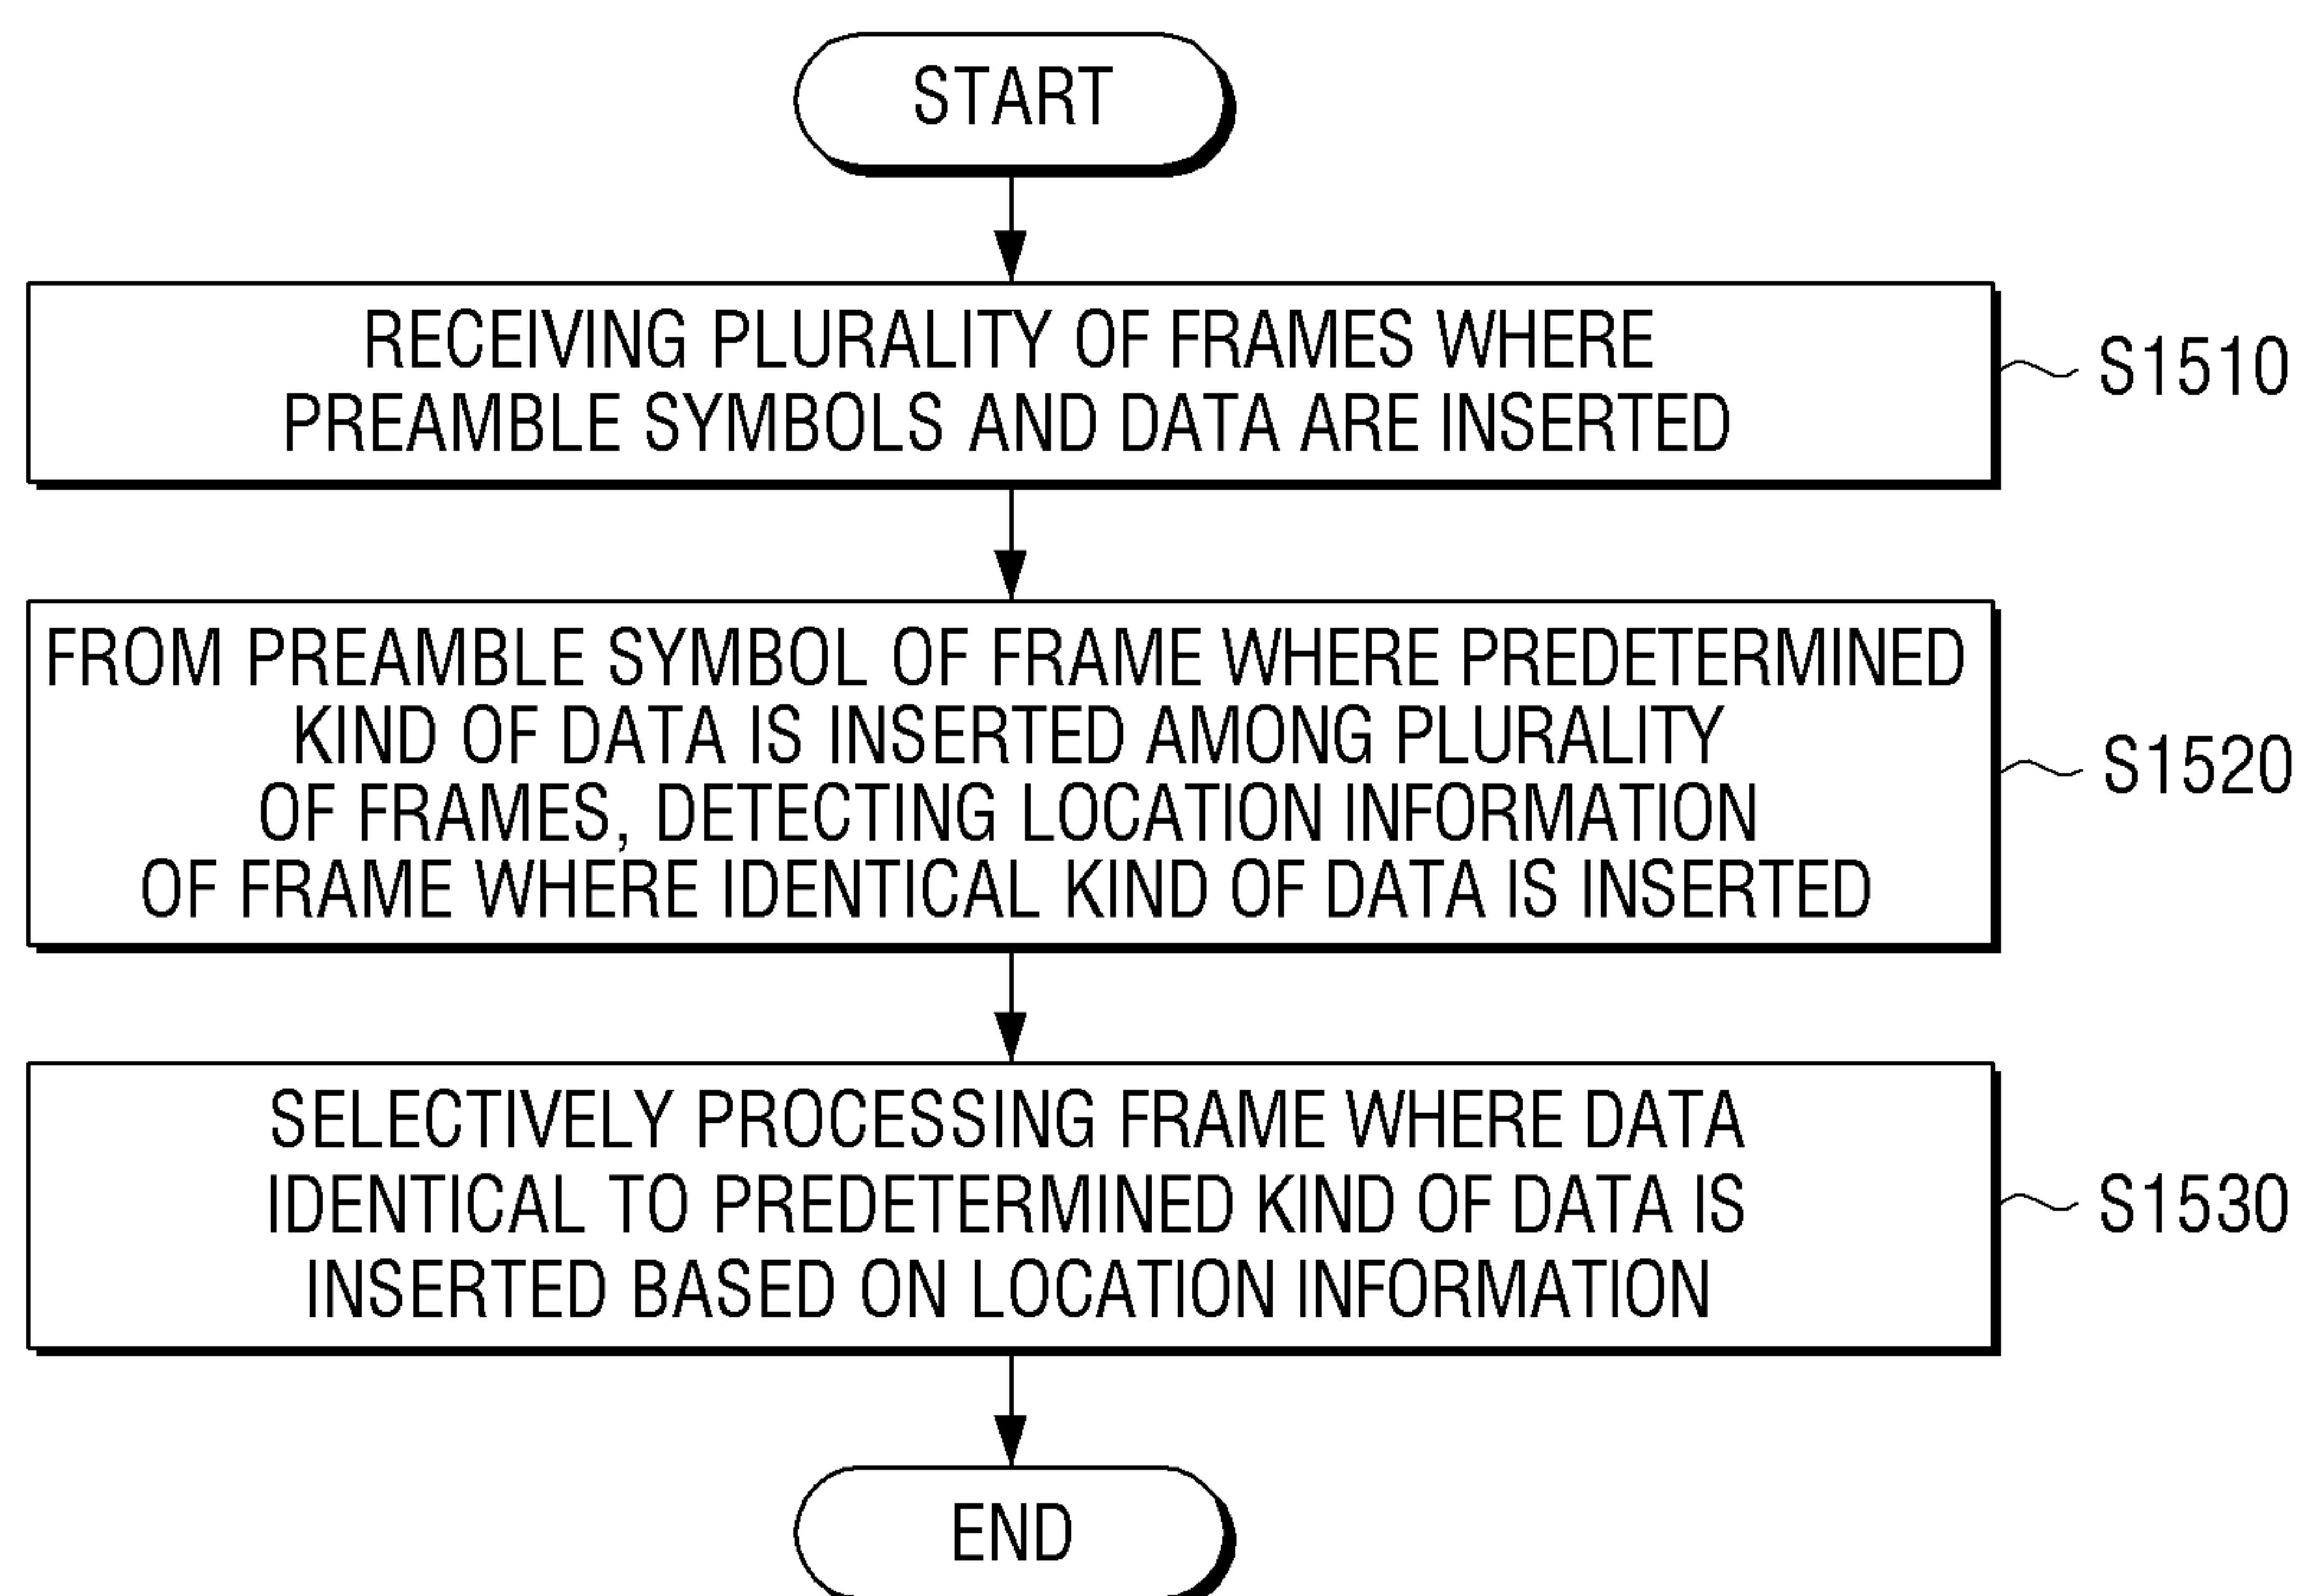 START
RECEIVING PLURALITY OF FRAMES WHERE
PREAMBLE SYMBOLS AND DATA ARE INSERTED
S1510
FROM PREAMBLE SYMBOL OF FRAME WHERE PREDETERMINED
KIND OF DATA IS INSERTED AMONG PLURALITY
OF FRAMES, DETECTING LOCATION INFORMATION
OF FRAME WHERE IDENTICAL KIND OF DATA IS INSERTED
S1520
SELECTIVELY PROCESSING FRAME WHERE DATA
IDENTICAL TO PREDETERMINED KIND OF DATA IS
INSERTED BASED ON LOCATION INFORMATION
S1530
END